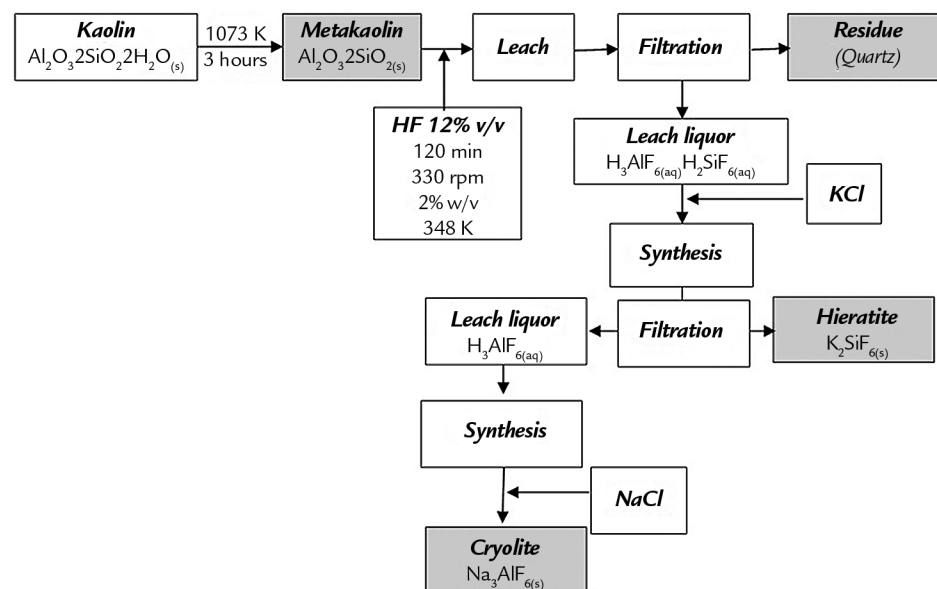 Kaolin
Al₂O₃2SiO₂2H₂O(s)
1073 K
3 hours
Metakaolin
Al₂O₃2SiO₂(s)
Leach
Filtration
Residue
(Quartz)
HF 12% v/v
120 min
330 rpm
2% w/v
348 K
Leach liquor
H₃AlF₆(aq)H₂SiF₆(aq)
KCl
Synthesis
Leach liquor
H₃AlF₆(aq)
Filtration
Hieratite
K₂SiF₆(s)
Synthesis
NaCl
Cryolite
Na₃AlF₆(s)